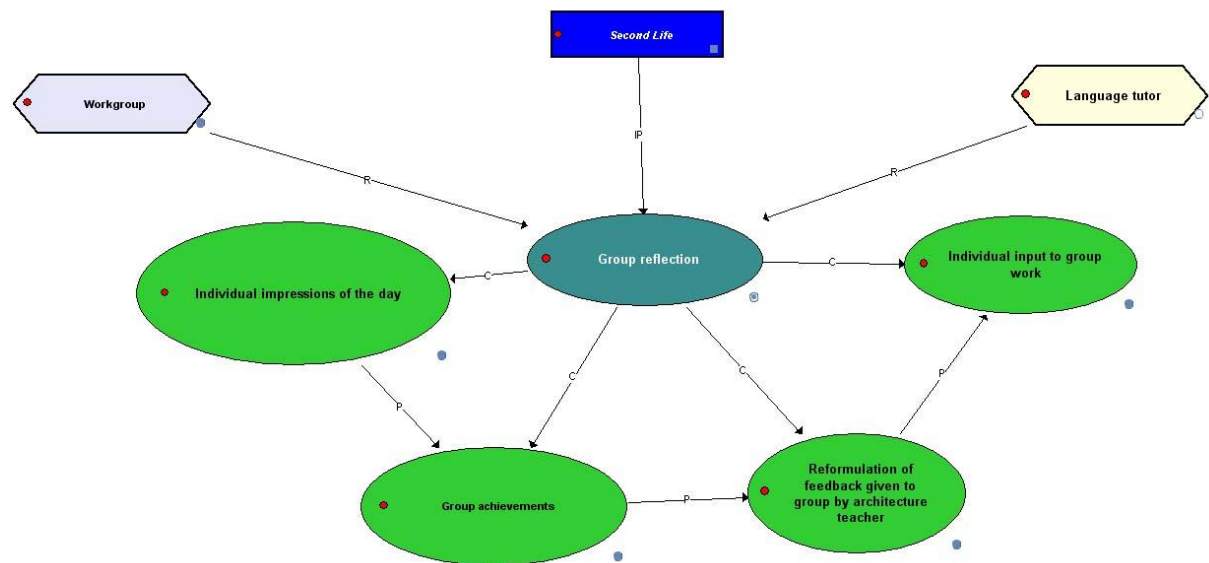 Second Life
Workgroup
Language tutor
IP
R
R
Group reflection
Individual input to group
work
C
C
Individual impressions of the day
C
C
P
P
Reformulation of
feedback given to
group by architecture
teacher
Group achievements
P